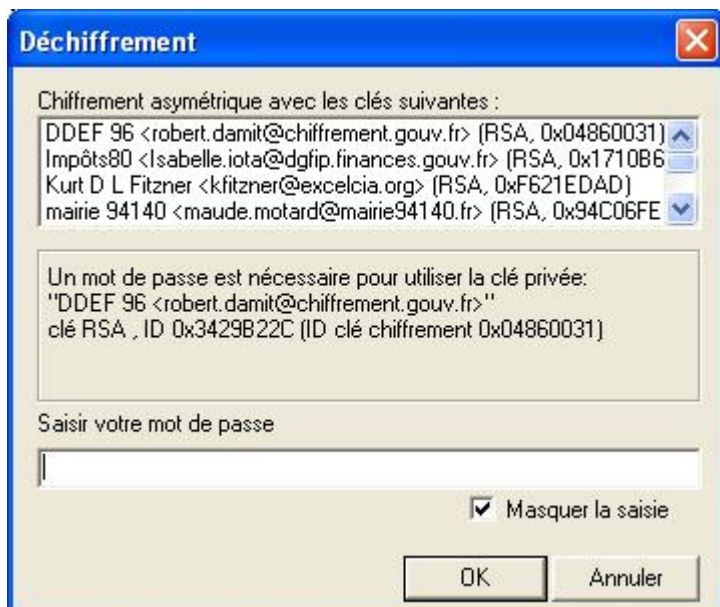 Déchiffrement
Chiffrement asymétrique avec les clés suivantes :
DDEF 96 <robert.damit@chiffrement.gouv.fr> (RSA, 0x04860031)
Impôts80 <Isabelle.iota@dgfip.finances.gouv.fr> (RSA, 0x1710B6
Kurt D L Fitzner <kfitzner@excelcia.org> (RSA, 0xF621EDAD)
mairie 94140 <maude.motard@mairie94140.fr> (RSA, 0x94C06FE
Un mot de passe est nécessaire pour utiliser la clé privée:
"DDEF 96 <robert.damit@chiffrement.gouv.fr>"
clé RSA , ID 0x3429B22C (ID clé chiffrement 0x04860031)
Saisir votre mot de passe
Masquer la saisie
OK
Annuler